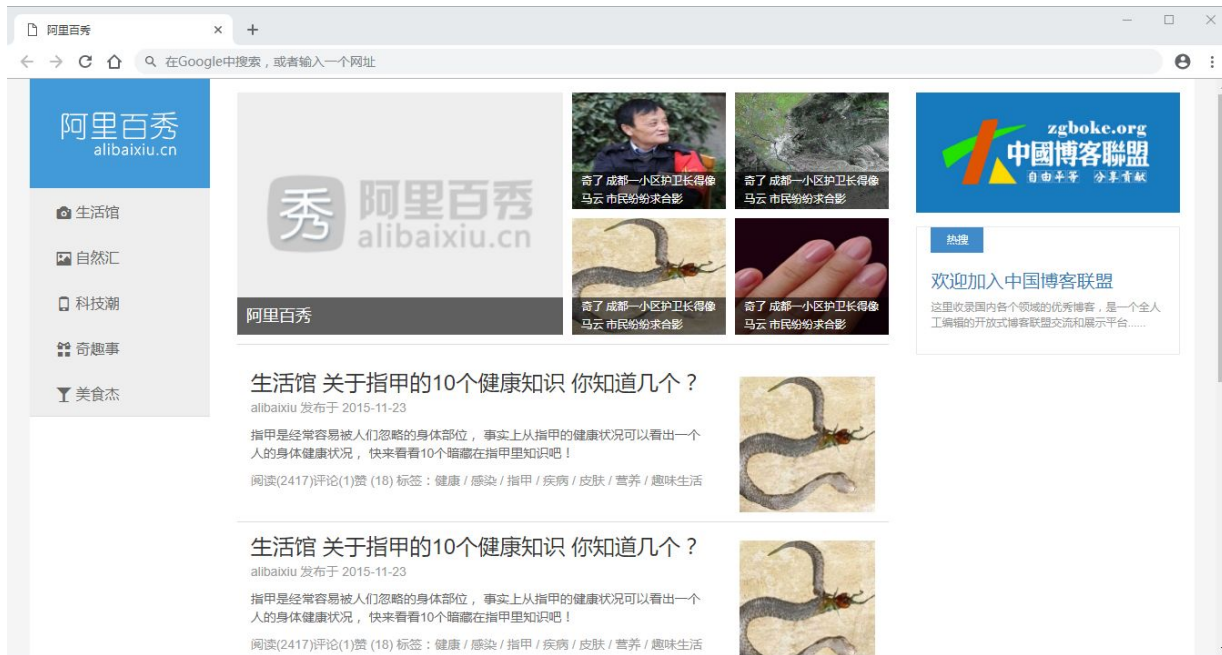 阿里百秀
在Google中搜索，或者输入一个网址
阿里百秀
alibaixiu.cn
生活馆
自然汇
科技潮
奇趣事
美食杰
秀 阿里百秀
alibaixiu.cn
阿里百秀
奇了 成都一小区护卫长得像
马云 市民纷纷求合影
奇了 成都一小区护卫长得像
马云 市民纷纷求合影
奇了 成都一小区护卫长得像
马云 市民纷纷求合影
奇了 成都一小区护卫长得像
马云 市民纷纷求合影
生活馆 关于指甲的10个健康知识 你知道几个？
alibaixiu 发布于 2015-11-23
指甲是经常容易被人们忽略的身体部位， 事实上从指甲的健康状况可以看出一个
人的身体健康状况， 快来看看10个暗藏在指甲里知识吧！
阅读(2417)评论(1)赞 (18) 标签：健康 / 感染 / 指甲 / 疾病 / 皮肤 / 营养 / 趣味生活
生活馆 关于指甲的10个健康知识 你知道几个？
alibaixiu 发布于 2015-11-23
指甲是经常容易被人们忽略的身体部位， 事实上从指甲的健康状况可以看出一个
人的身体健康状况， 快来看看10个暗藏在指甲里知识吧！
阅读(2417)评论(1)赞 (18) 标签：健康 / 感染 / 指甲 / 疾病 / 皮肤 / 营养 / 趣味生活
zgboke.org
中國博客聯盟
自由平等 分享贡献
热搜
欢迎加入中国博客联盟
这里收录国内各个领域的优秀博客，是一个全人
工编辑的开放式博客联盟交流和展示平台......